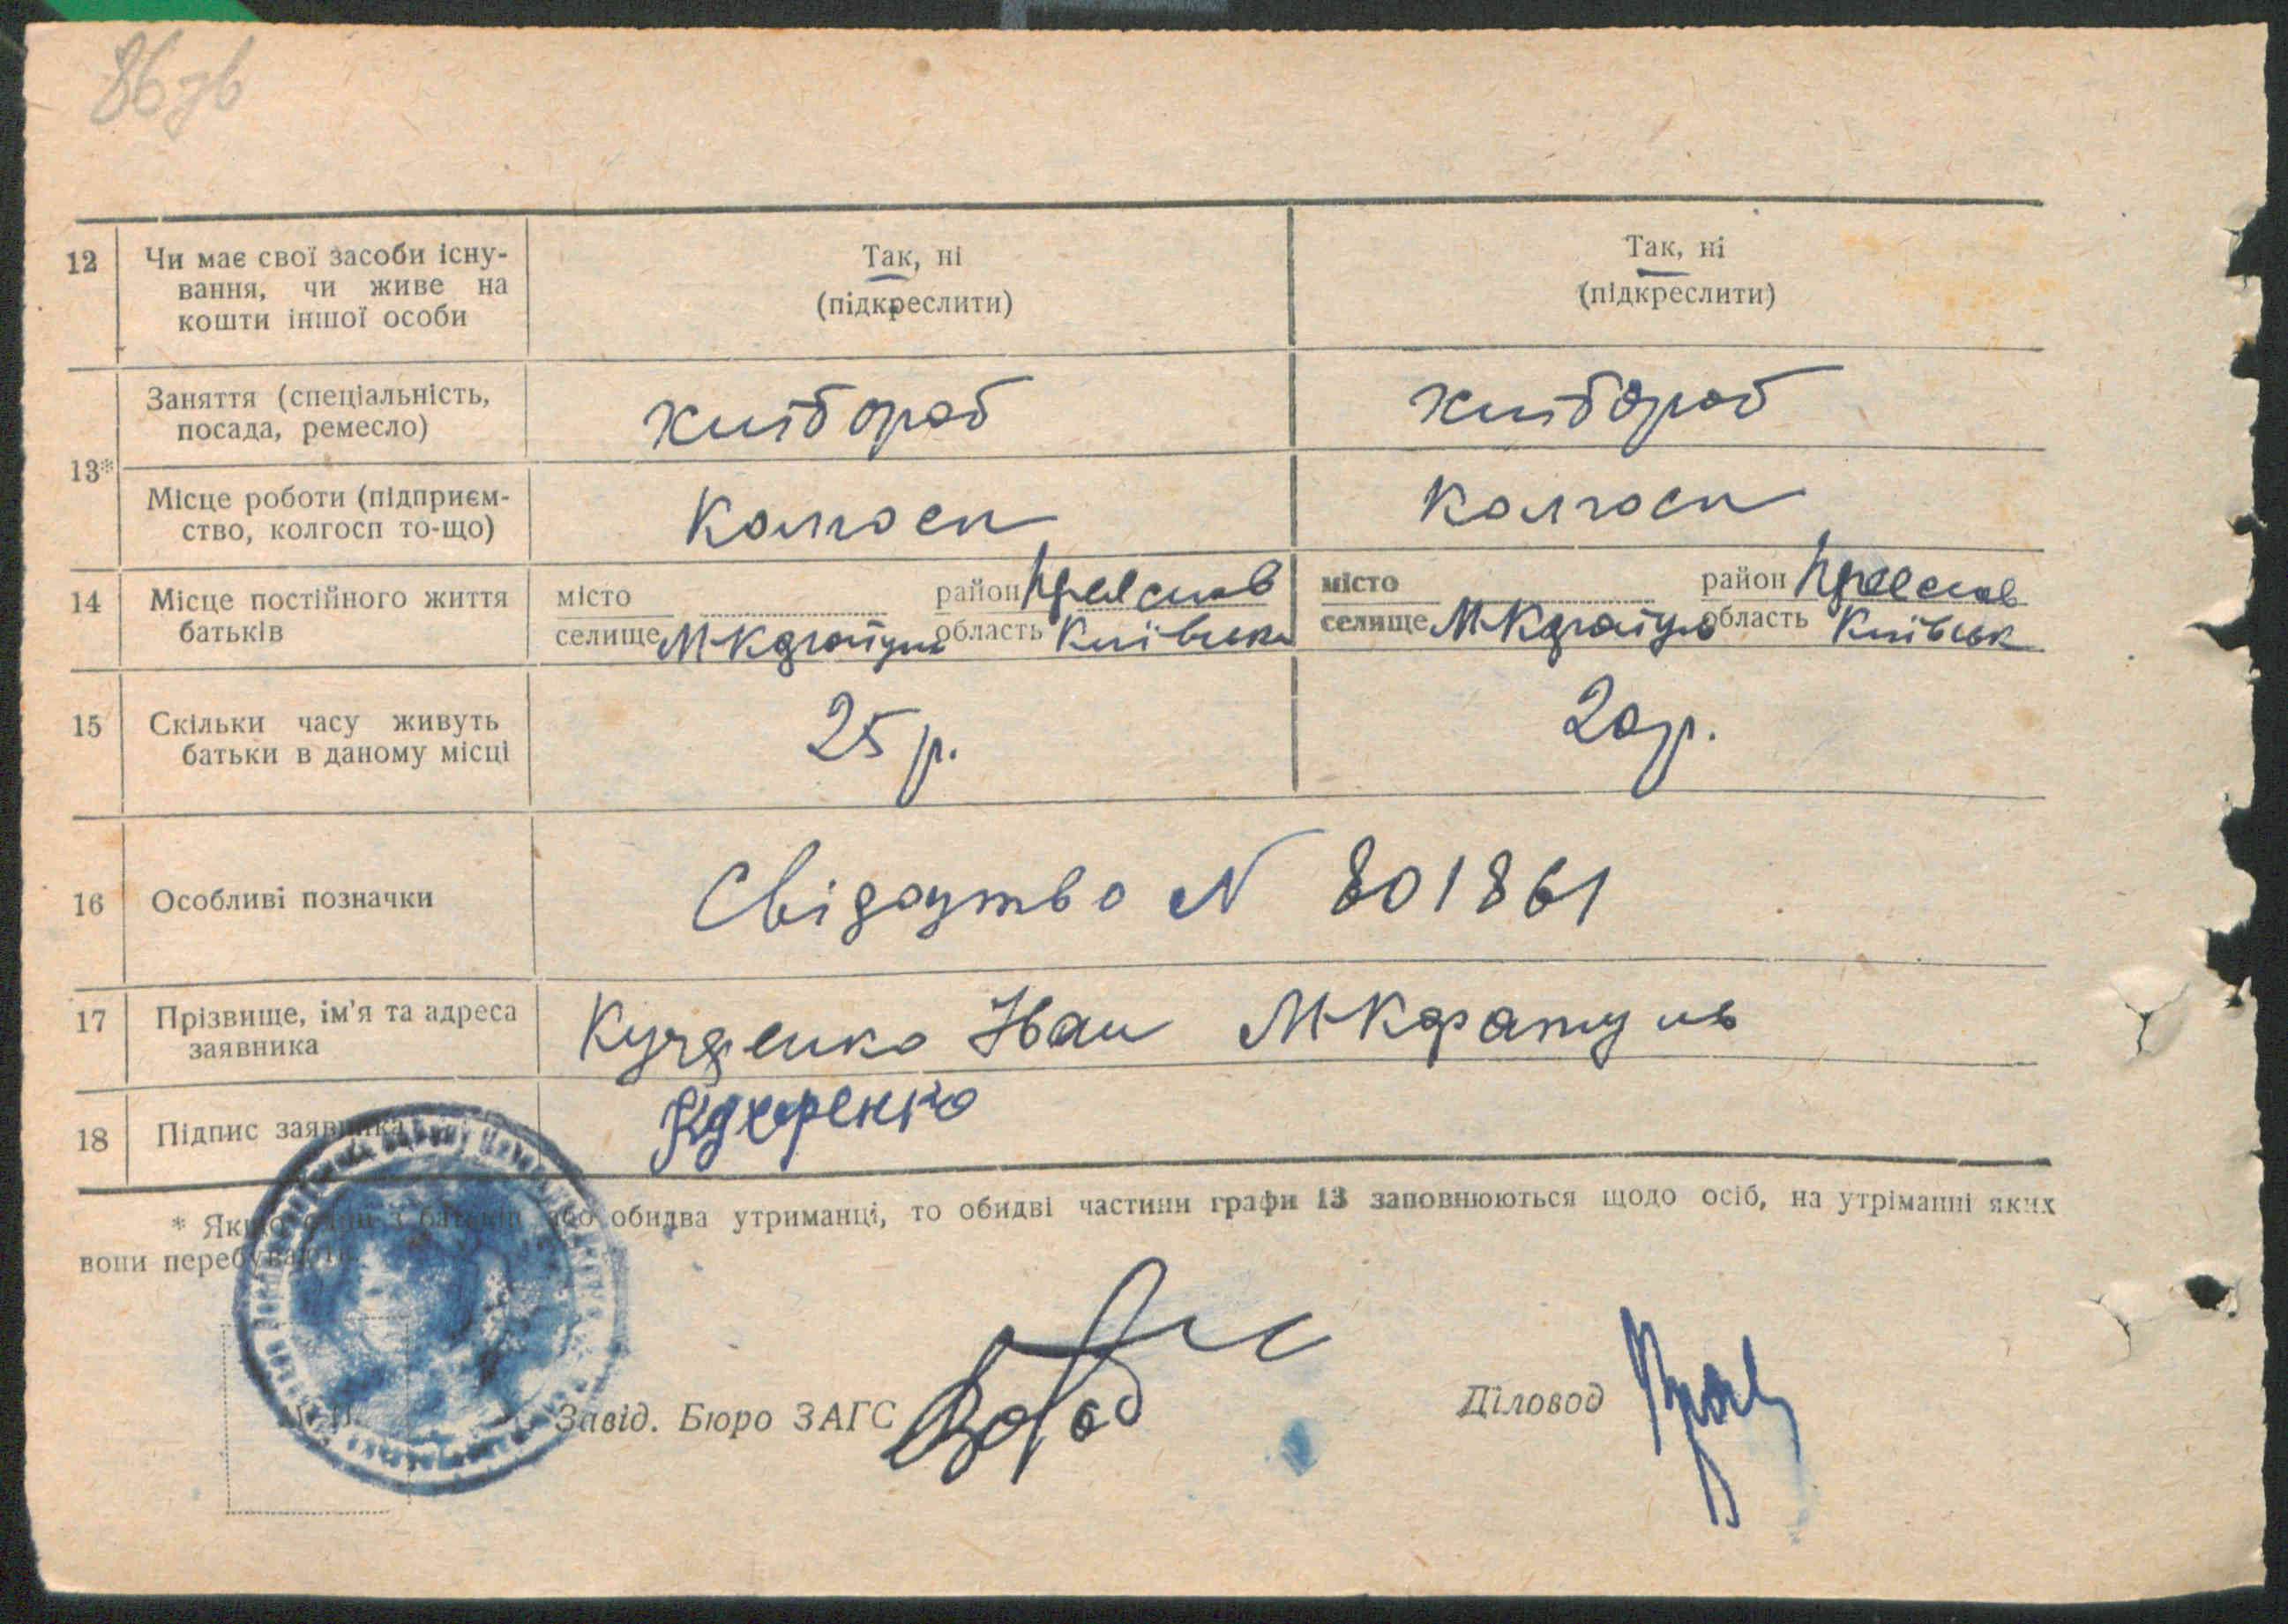 86зв
12 Чи має свої засоби існу- Так, ні Так, ні
вання, чи живе на (підкреслити) (підкреслити)
кошти іншої особи
Заняття (спеціальність, хлібороб хлібороб
посада, ремесло)
13*
Місце роботи (підприєм- Колгосп Колгосп
ство, колгосп то-що)
14 Місце постійного життя місто район місто район
батьків селище область Київськ селище область Київськ
15 Скільки часу живуть 25 р. 20 р.
батьки в даному місці
16 Особливі позначки Свідоцтво N 801861
17 Прізвище, ім'я та адреса Іван
заявника
18 Підпис заявника
* Якщо один з батьків або обидва утриманці, то обидві частини графи 13 заповнюються щодо осіб, на утріманні яких
вони перебувають.
Завід. Бюро ЗАГС Діловод